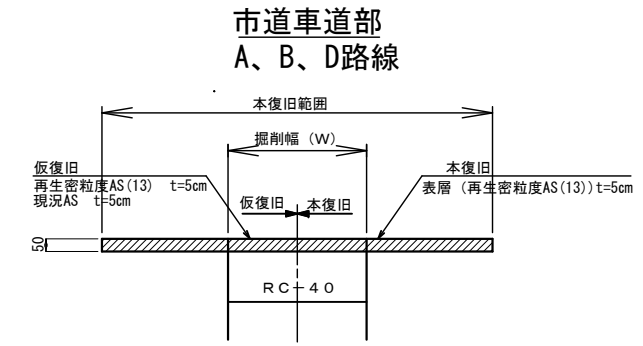 市道車道部
A、B、D路線
本復旧範囲
掘削幅（W）
仮復旧
再生密粒度AS(13) t=5cm
現況AS t=5cm
本復旧
表層（再生密粒度AS(13)）t=5cm
仮復旧 本復旧
50
RC－40